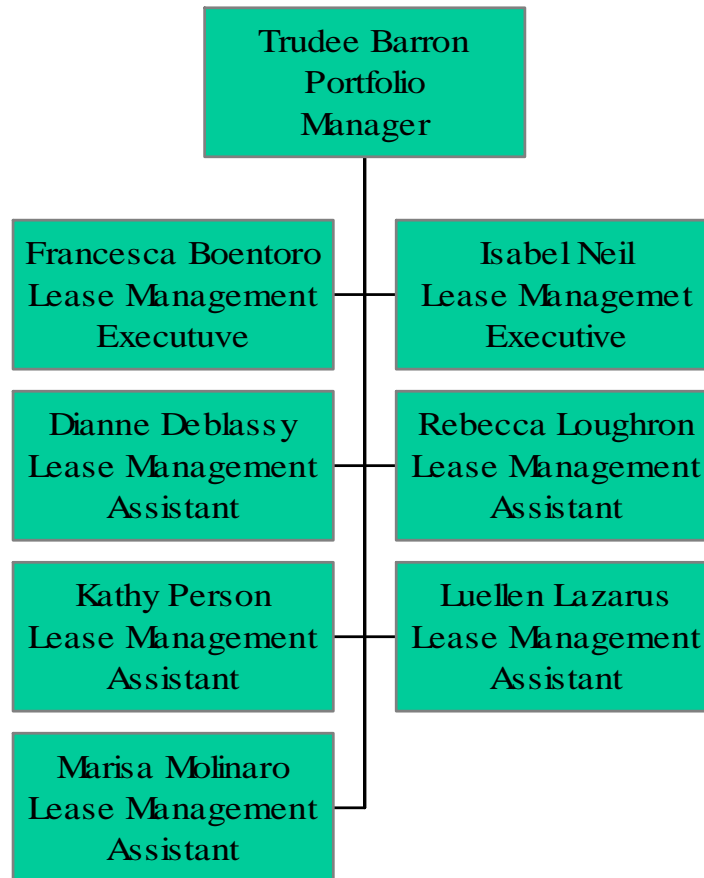 Trudee Barron
Portfolio
Manager
Francesca Boentoro
Lease Management
Executuve
Isabel Neil
Lease Managemet
Executive
Dianne Deblassy
Lease Management
Assistant
Rebecca Loughron
Lease Management
Assistant
Kathy Person
Lease Management
Assistant
Luellen Lazarus
Lease Management
Assistant
Marisa Molinaro
Lease Management
Assistant